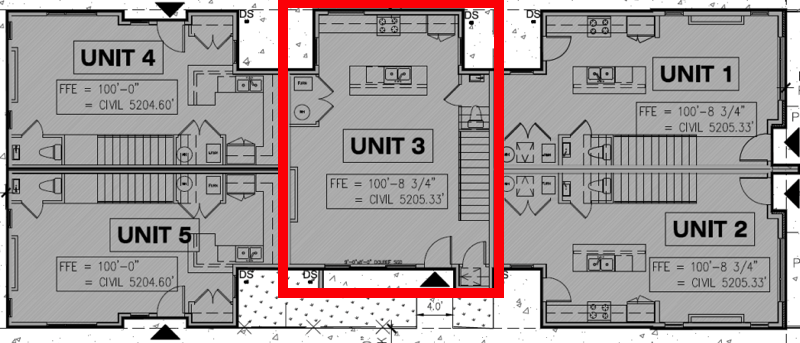 DS
DS
DS
UNIT 4
FFE = 100'-0"
= CIVIL 5204.60'
UNIT 3
FFE = 100'-8 3/4"
= CIVIL 5205.33'
UNIT 1
FFE = 100'-8 3/4"
= CIVIL 5205.33'
UNIT 5
FFE = 100'-0"
= CIVIL 5204.60'
UNIT 2
FFE = 100'-8 3/4"
= CIVIL 5205.33'
DS
DS
4.0'